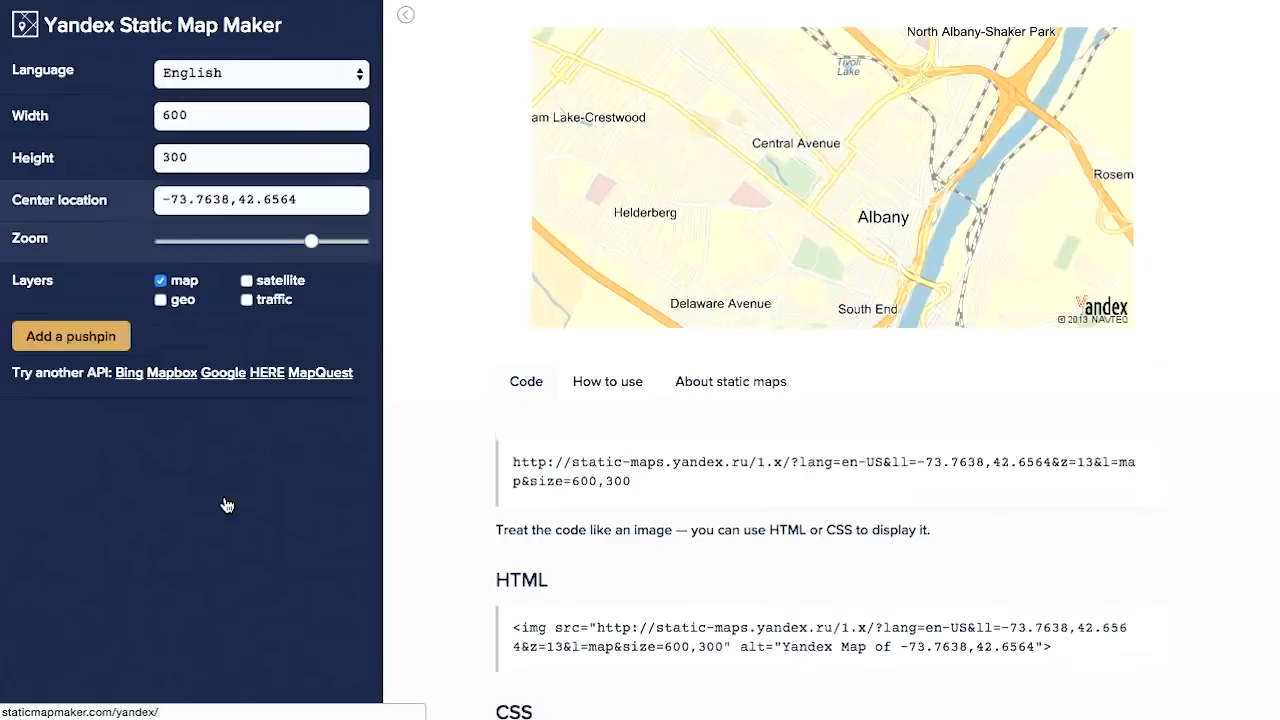 Yandex Static Map Maker
Language
English
Width
600
Height
300
Center location
-73.7638,42.6564
Zoom
Layers
map
satellite
geo
traffic
Add a pushpin
Try another API: Bing Mapbox Google HERE MapQuest
staticmapmaker.com/yandex/
North Albany-Shaker Park
Tivoli
Lake
am Lake-Crestwood
Central Avenue
Rosem
Helderberg
Albany
Delaware Avenue
South End
Yandex
© 2013 NAVTEQ
Code
How to use
About static maps
http://static-maps.yandex.ru/1.x/?lang=en-US&ll=-73.7638,42.6564&z=13&l=ma
p&size=600,300
Treat the code like an image — you can use HTML or CSS to display it.
HTML
<img src="http://static-maps.yandex.ru/1.x/?lang=en-US&ll=-73.7638,42.656
4&z=13&l=map&size=600,300" alt="Yandex Map of -73.7638,42.6564">
CSS